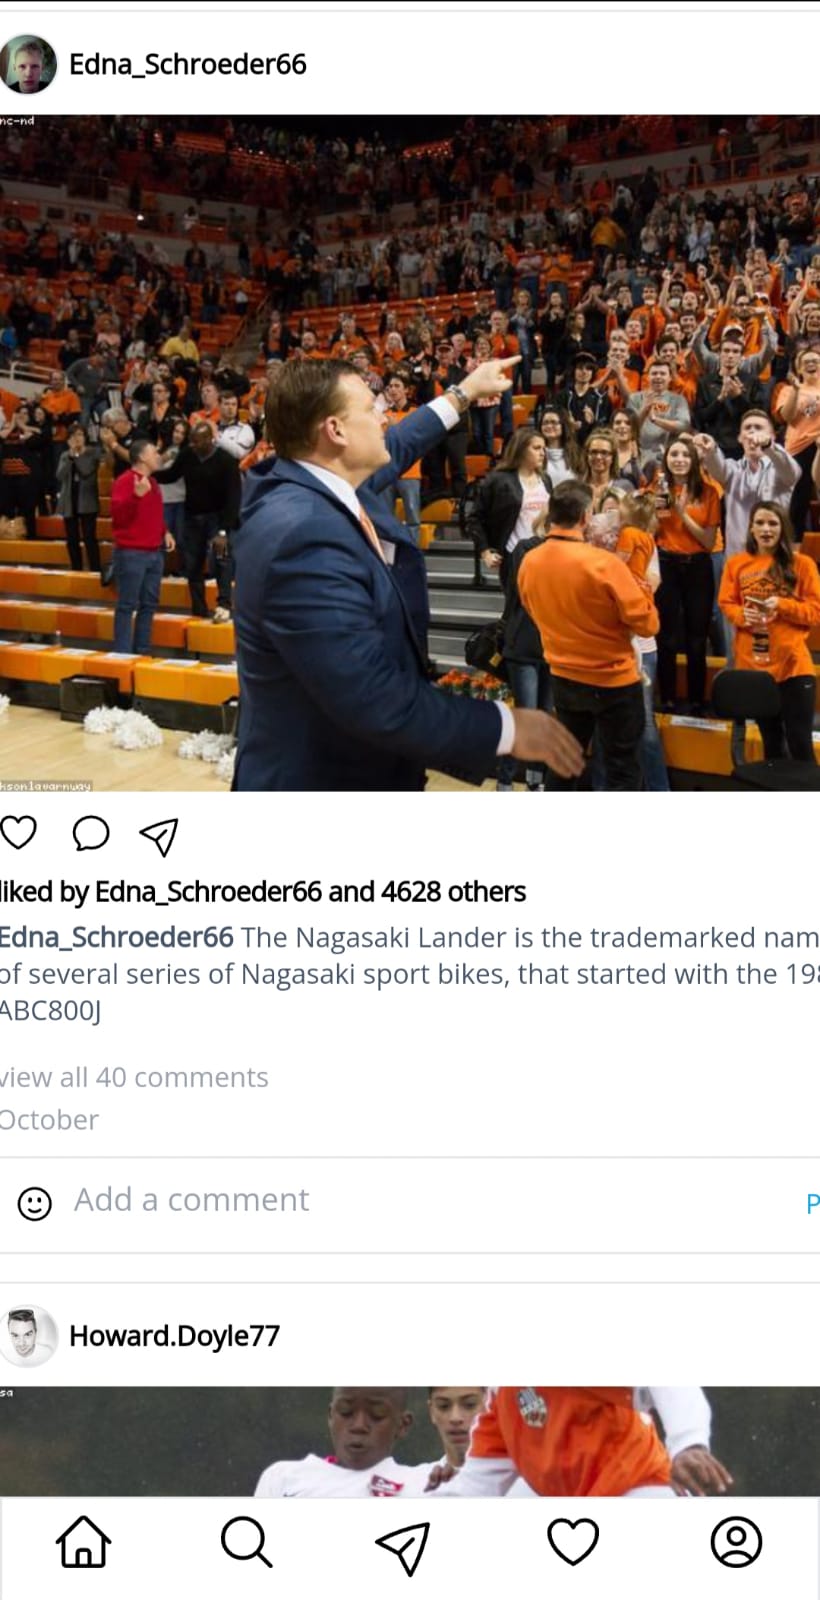 Edna_Schroeder66
nc-nd
hsonlavarnway
liked by Edna_Schroeder66 and 4628 others
Edna_Schroeder66 The Nagasaki Lander is the trademarked nam
of several series of Nagasaki sport bikes, that started with the 198
ABC800J
view all 40 comments
October
Add a comment
P
Howard.Doyle77
sa